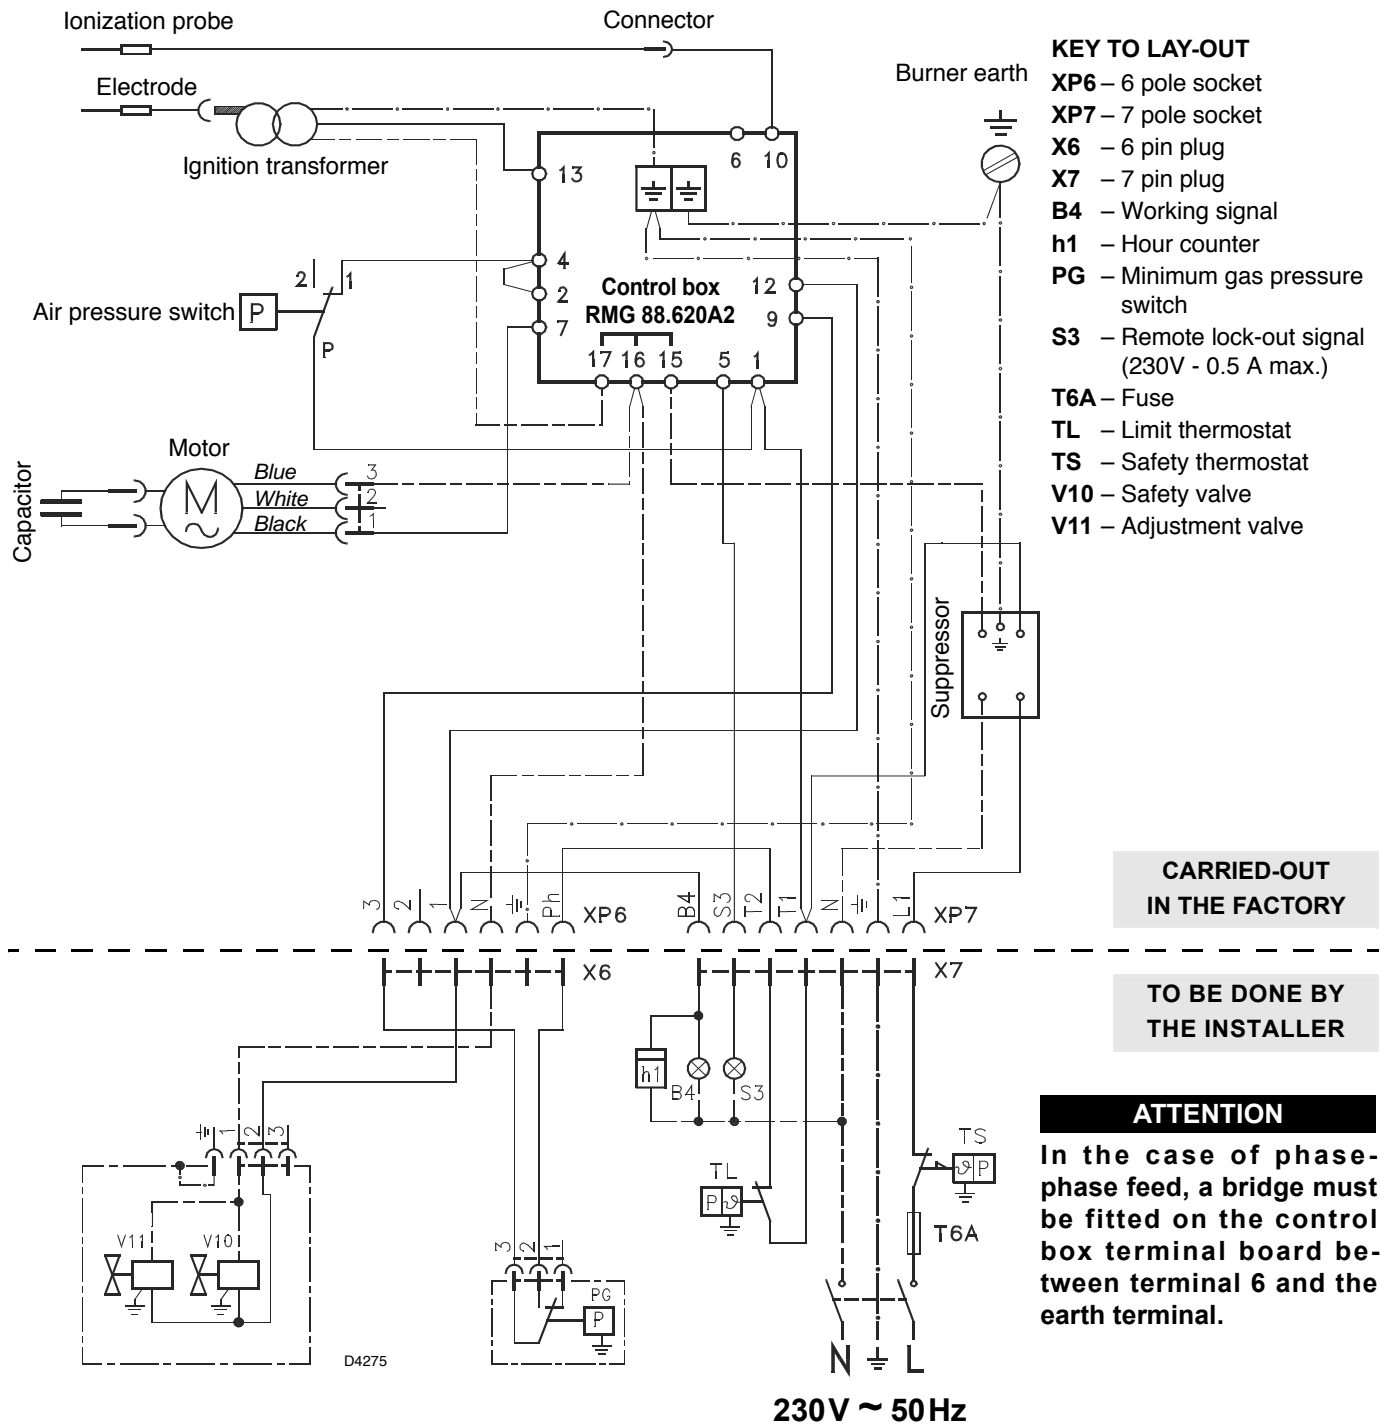 Ionization probe
Connector
Electrode
Ignition transformer
Burner earth
6 10
13
4
2
7
12
9
Control box
RMG 88.620A2
17 16 15 5 1
2 1
Air pressure switch P
P
Motor
M
Capacitor
Blue 3
White 2
Black 1
Suppressor
KEY TO LAY-OUT
XP6 – 6 pole socket
XP7 – 7 pole socket
X6 – 6 pin plug
X7 – 7 pin plug
B4 – Working signal
h1 – Hour counter
PG – Minimum gas pressure
switch
S3 – Remote lock-out signal
(230V - 0.5 A max.)
T6A – Fuse
TL – Limit thermostat
TS – Safety thermostat
V10 – Safety valve
V11 – Adjustment valve
3 2 1 N Ph XP6
B4 S3 T2 T1 N L1 XP7
CARRIED-OUT
IN THE FACTORY
X6
X7
TO BE DONE BY
THE INSTALLER
h1 B4 S3
1 2 3
V11 V10
3 2 1
PG
P
TL
P ϑ
TS
ϑ P
T6A
N L
230V ~ 50Hz
D4275
ATTENTION
In the case of phase-
phase feed, a bridge must
be fitted on the control
box terminal board be-
tween terminal 6 and the
earth terminal.